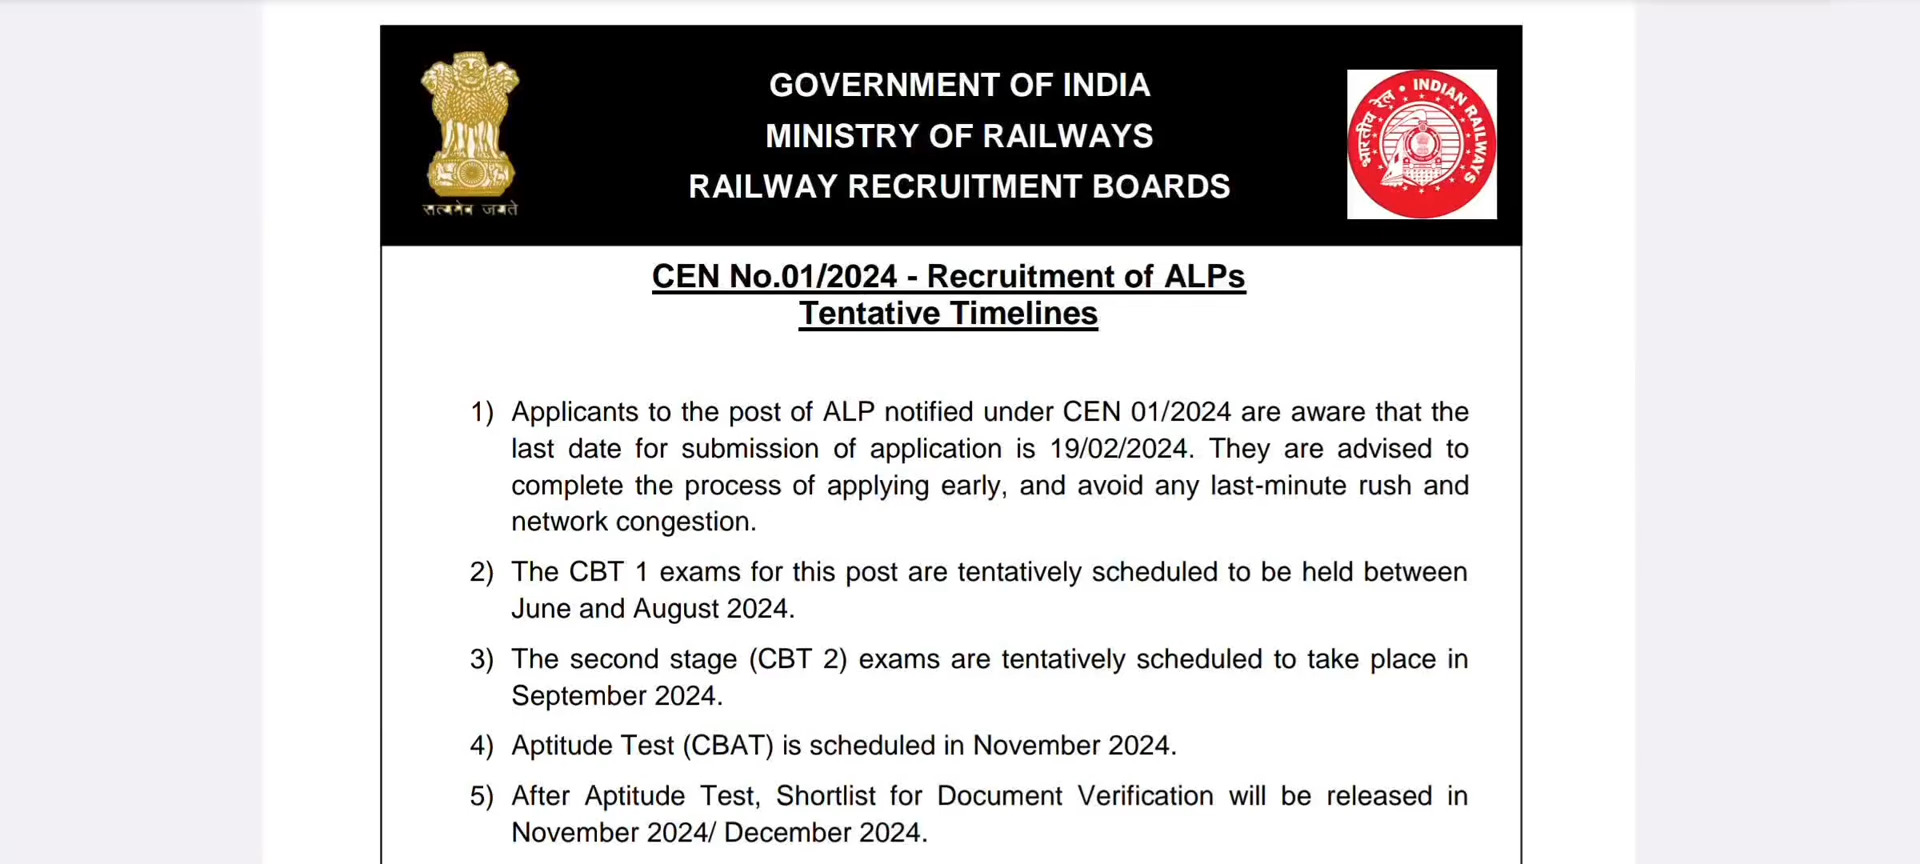 GOVERNMENT OF INDIA
MINISTRY OF RAILWAYS
RAILWAY RECRUITMENT BOARDS
सत्यमेव जयते
भारतीय रेल • INDIAN RAILWAYS
CEN No.01/2024 - Recruitment of ALPs
Tentative Timelines
1) Applicants to the post of ALP notified under CEN 01/2024 are aware that the
last date for submission of application is 19/02/2024. They are advised to
complete the process of applying early, and avoid any last-minute rush and
network congestion.
2) The CBT 1 exams for this post are tentatively scheduled to be held between
June and August 2024.
3) The second stage (CBT 2) exams are tentatively scheduled to take place in
September 2024.
4) Aptitude Test (CBAT) is scheduled in November 2024.
5) After Aptitude Test, Shortlist for Document Verification will be released in
November 2024/ December 2024.